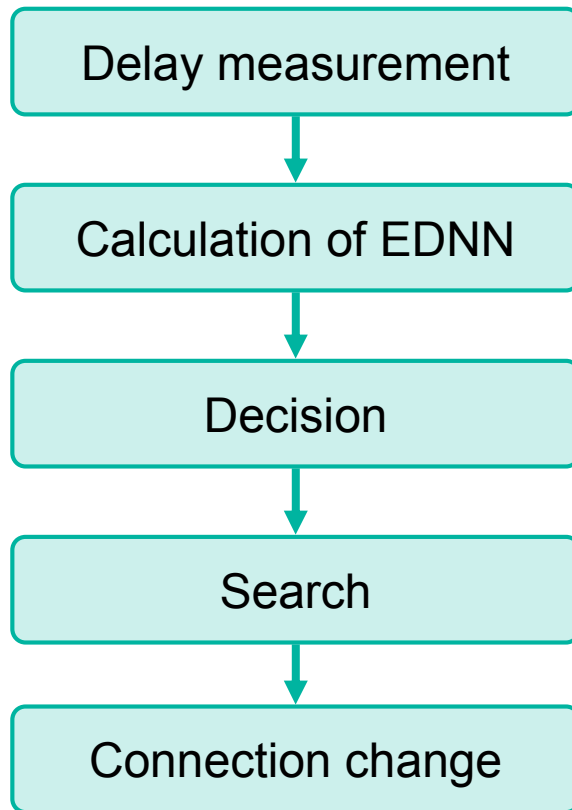 Delay measurement
Calculation of EDNN
Decision
Search
Connection change